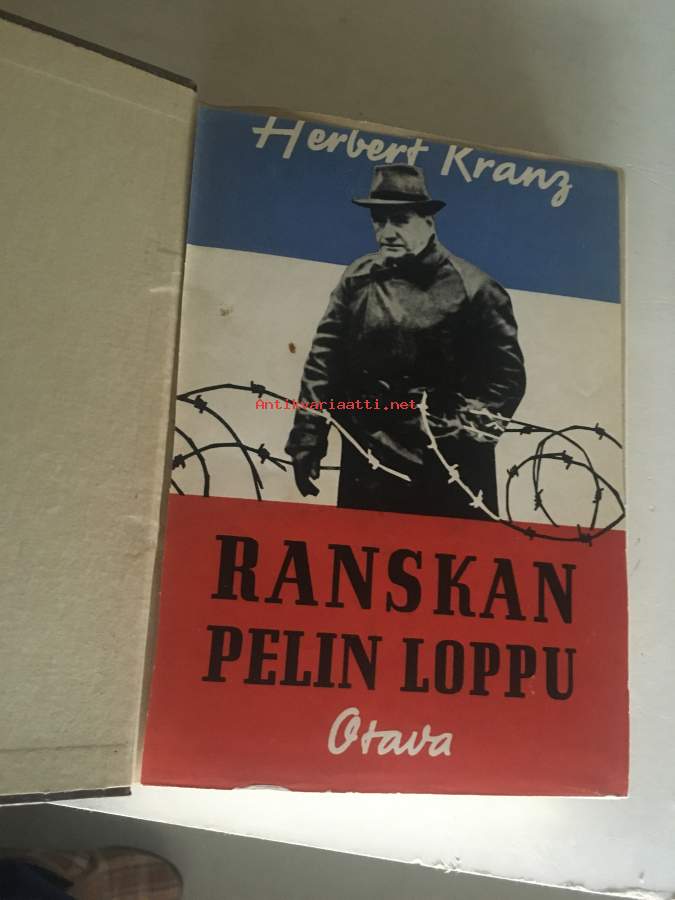 Herbert Kranz
Antikvariaatti.net
RANSKAN
PELIN LOPPU
Otava